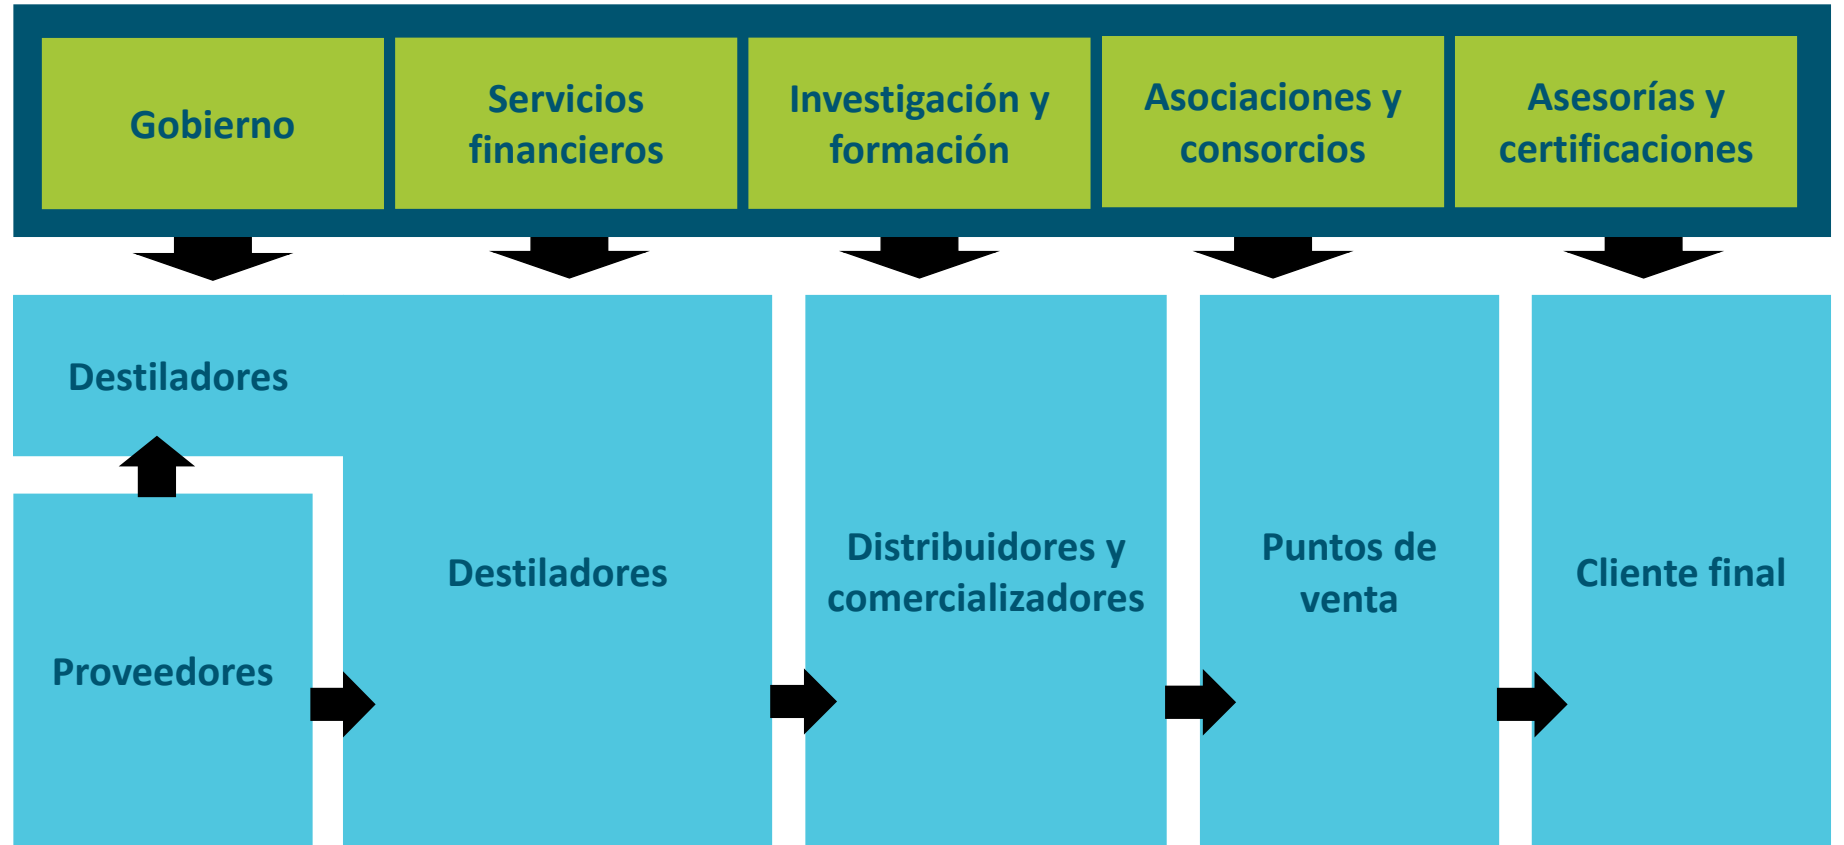 Gobierno
Servicios
financieros
Investigación y
formación
Asociaciones y
consorcios
Asesorías y
certificaciones
Destiladores
Proveedores
Destiladores
Distribuidores y
comercializadores
Puntos de
venta
Cliente final